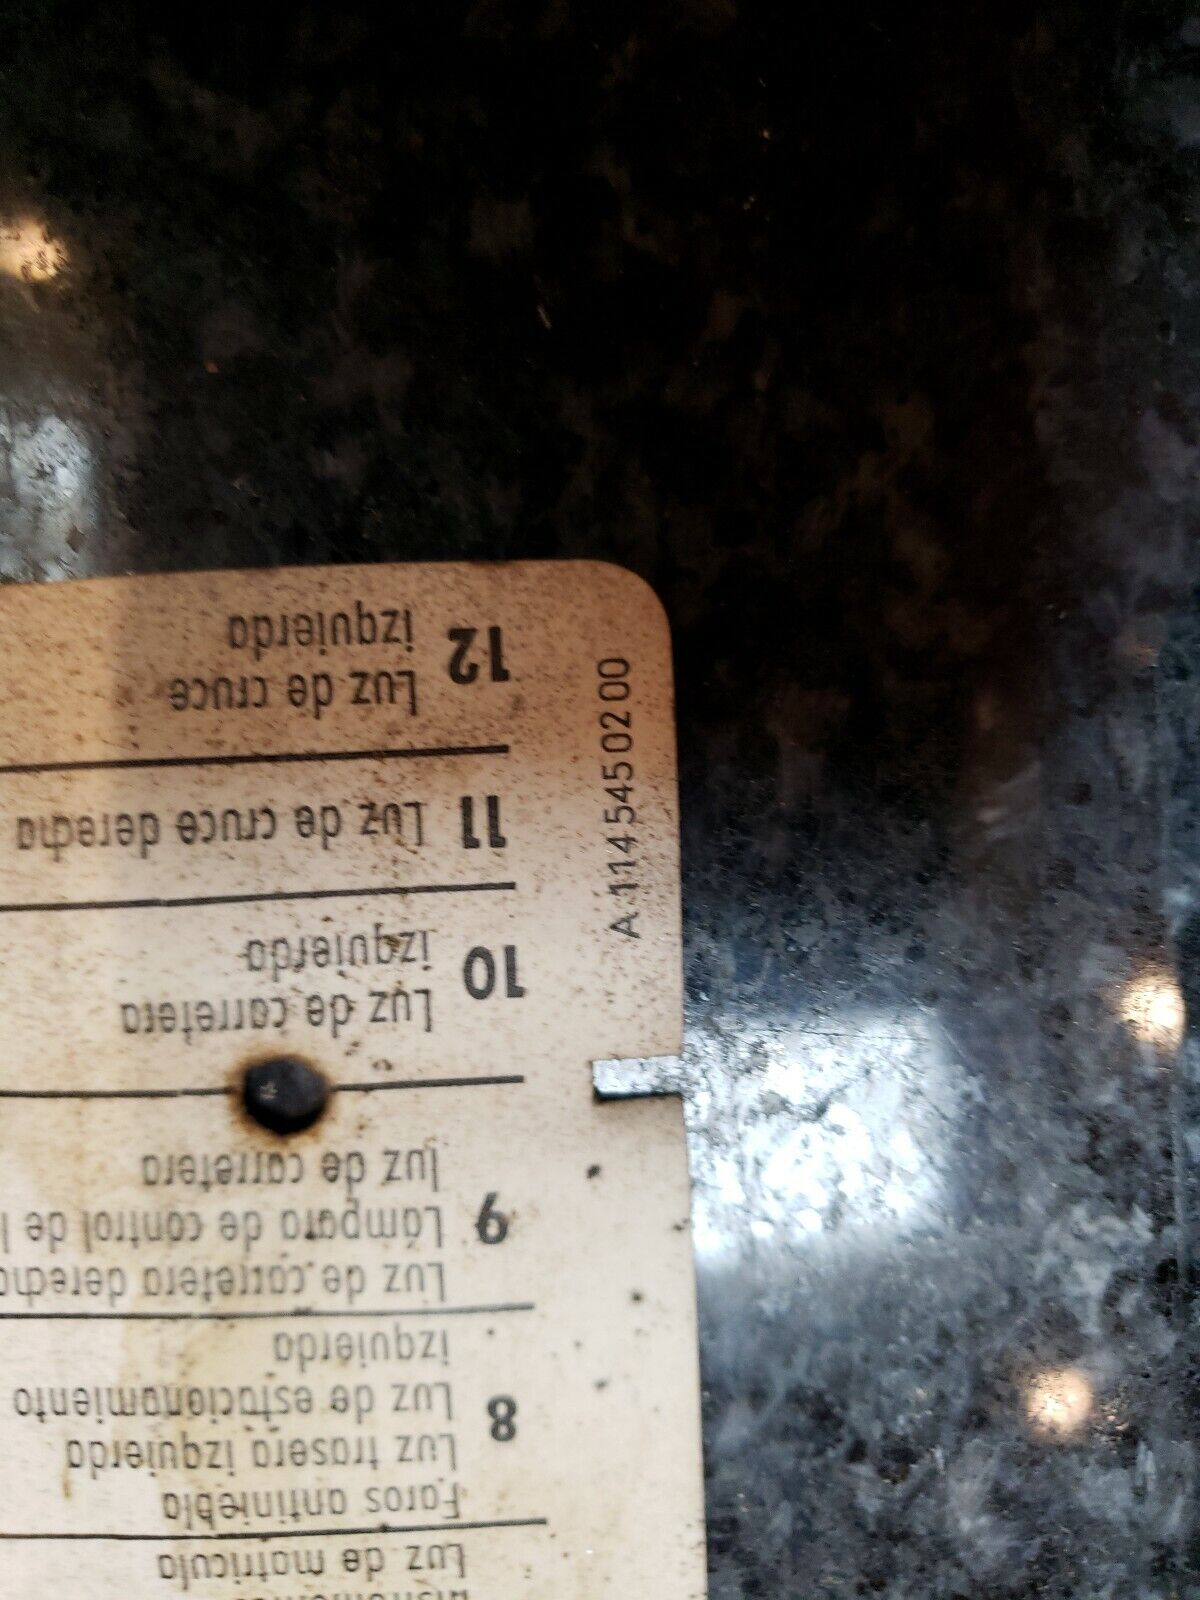 Luz de matrícula
Faros antiniebla
Luz trasera izquierda
8 Luz de estacionamiento
izquierda
Luz de carretera derecha
9 Lámpara de control de l
luz de carretera
10 Luz de carretera
izquierda
11 Luz de cruce derecha
12 Luz de cruce
izquierda
A 114 545 02 00